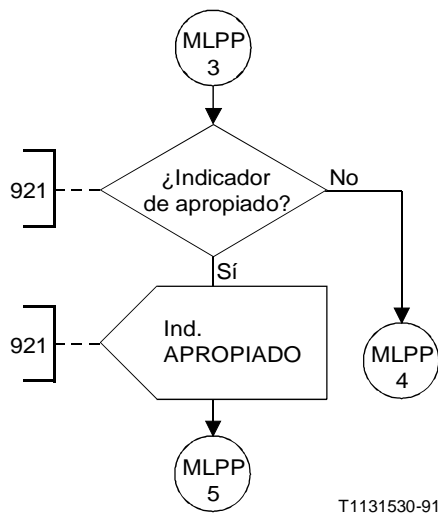 MLPP
3
921
¿Indicador
de apropiado?
No
Sí
921
Ind.
APROPIADO
MLPP
4
MLPP
5
T1131530-91